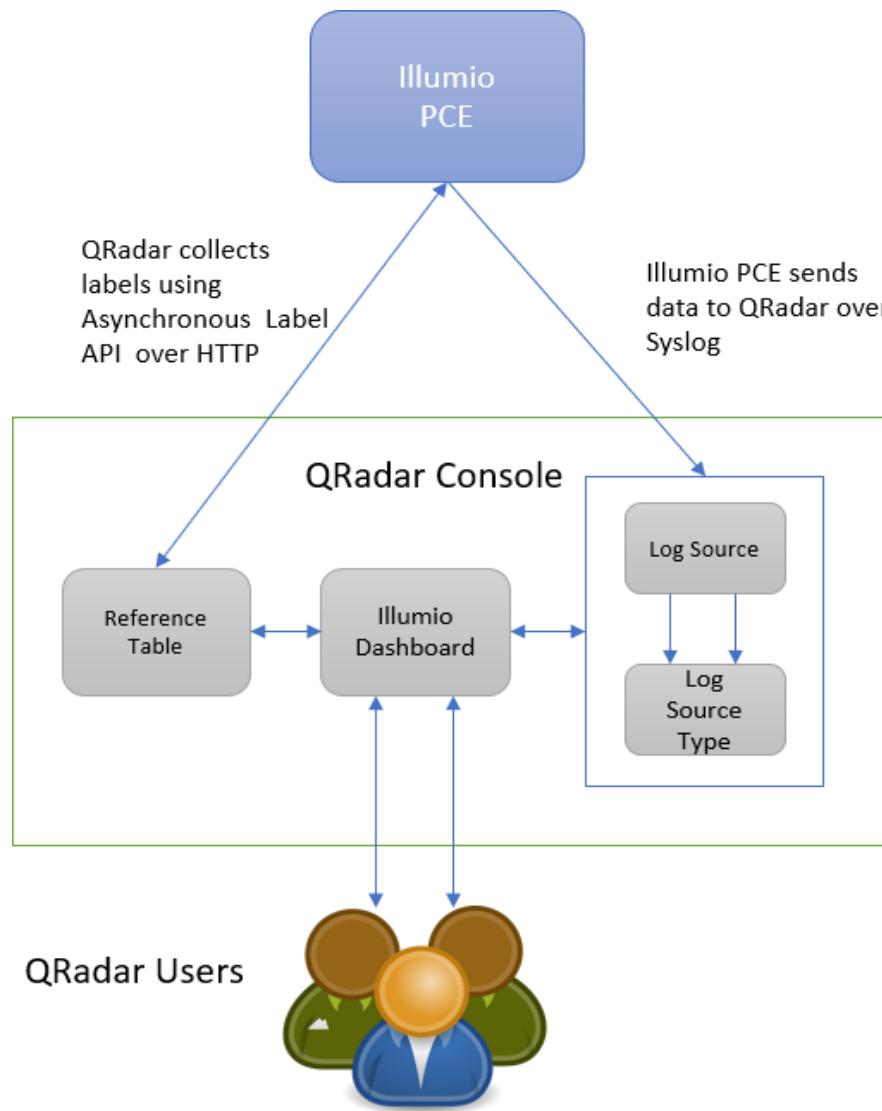 Illumio
PCE
QRadar collects
labels using
Asynchronous Label
API over HTTP
Illumio PCE sends
data to QRadar over
Syslog
QRadar Console
Log Source
Reference
Table
Illumio
Dashboard
Log
Source
Type
QRadar Users